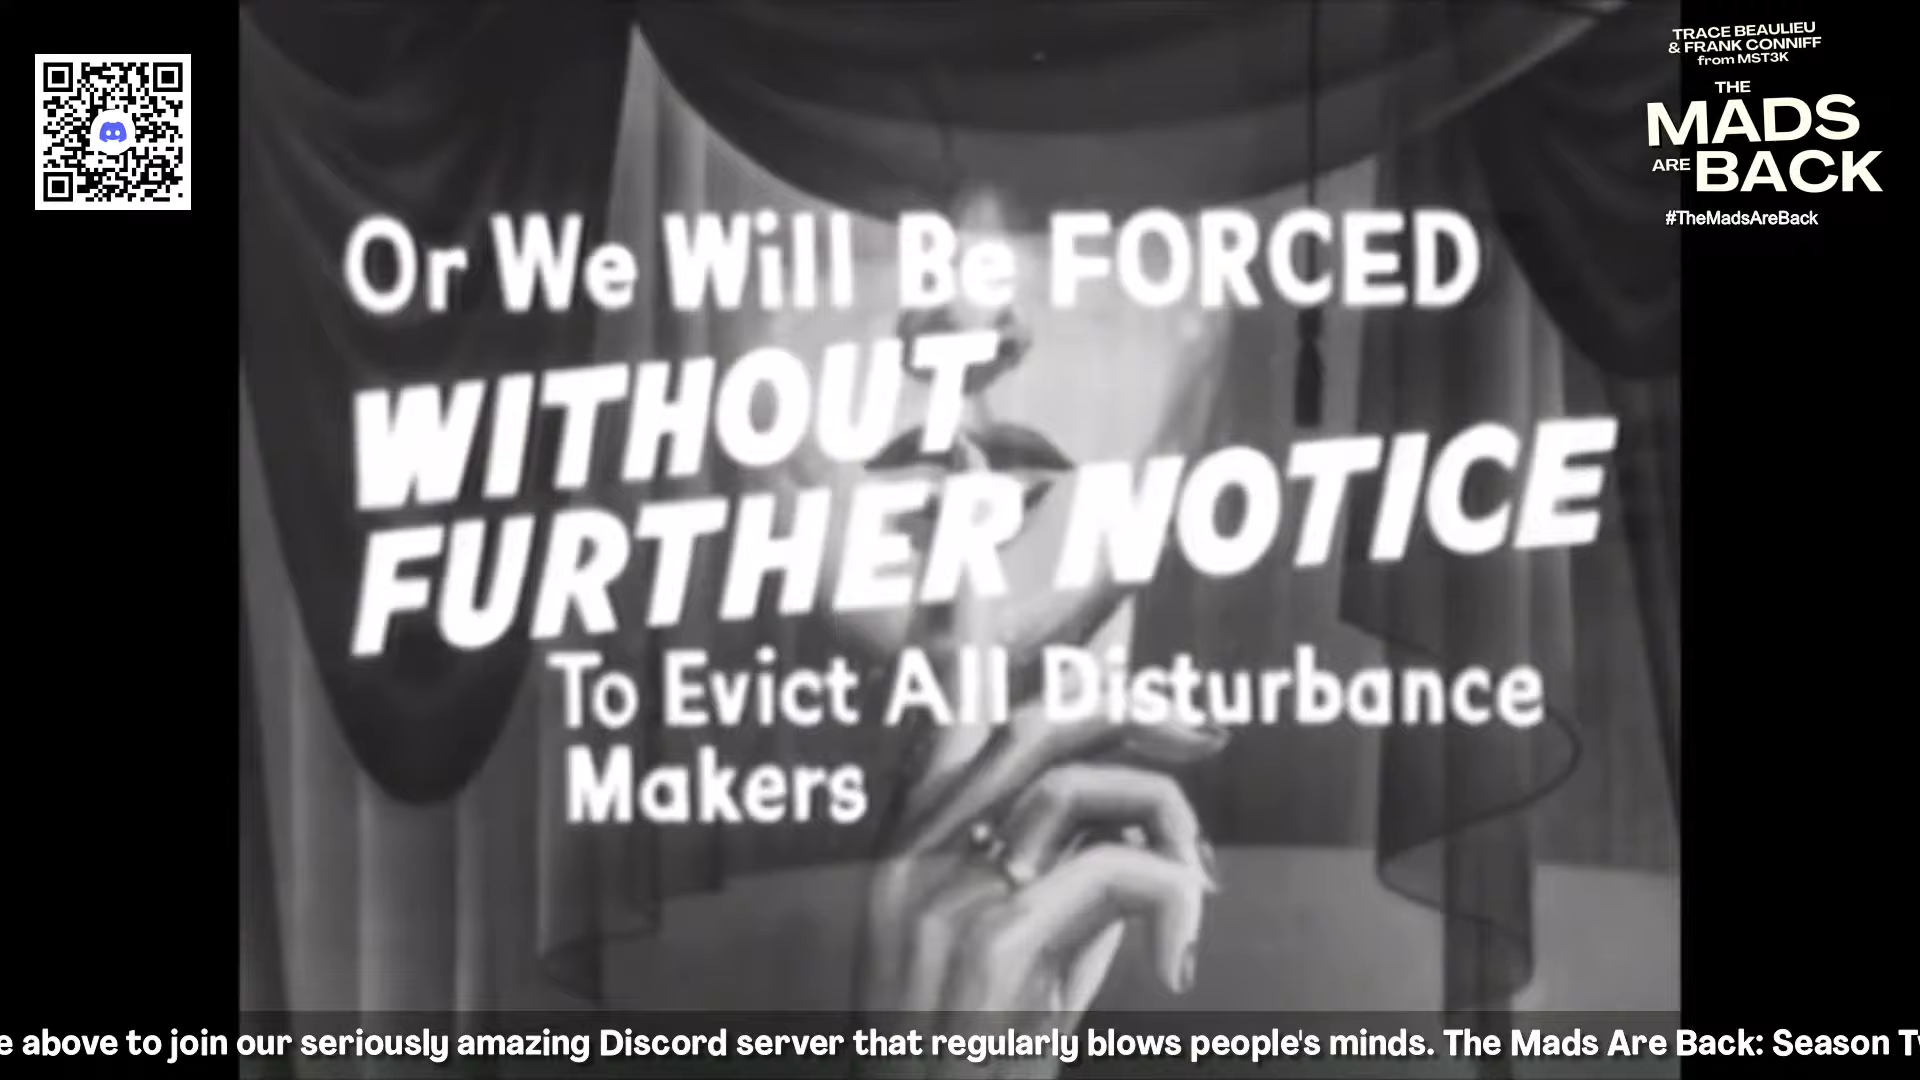 TRACE BEAULIEU
& FRANK CONNIFF
from MST3K
THE
MADS
ARE BACK
#TheMadsAreBack
Or We Will Be FORCED
WITHOUT
FURTHER NOTICE
To Evict All Disturbance
Makers
e above to join our seriously amazing Discord server that regularly blows people's minds. The Mads Are Back: Season Tw